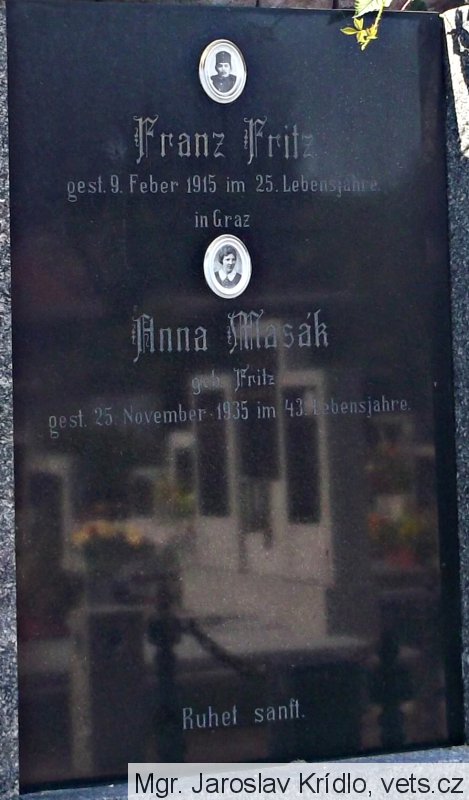 Franz Fritz
gest. 9. Feber 1915 im 25. Lebensjahre.
in Graz
Anna Masák
geb. Fritz
gest. 25. November 1935 im 43. Lebensjahre.
Ruhet sanft.
Mgr. Jaroslav Krídlo, vets.cz